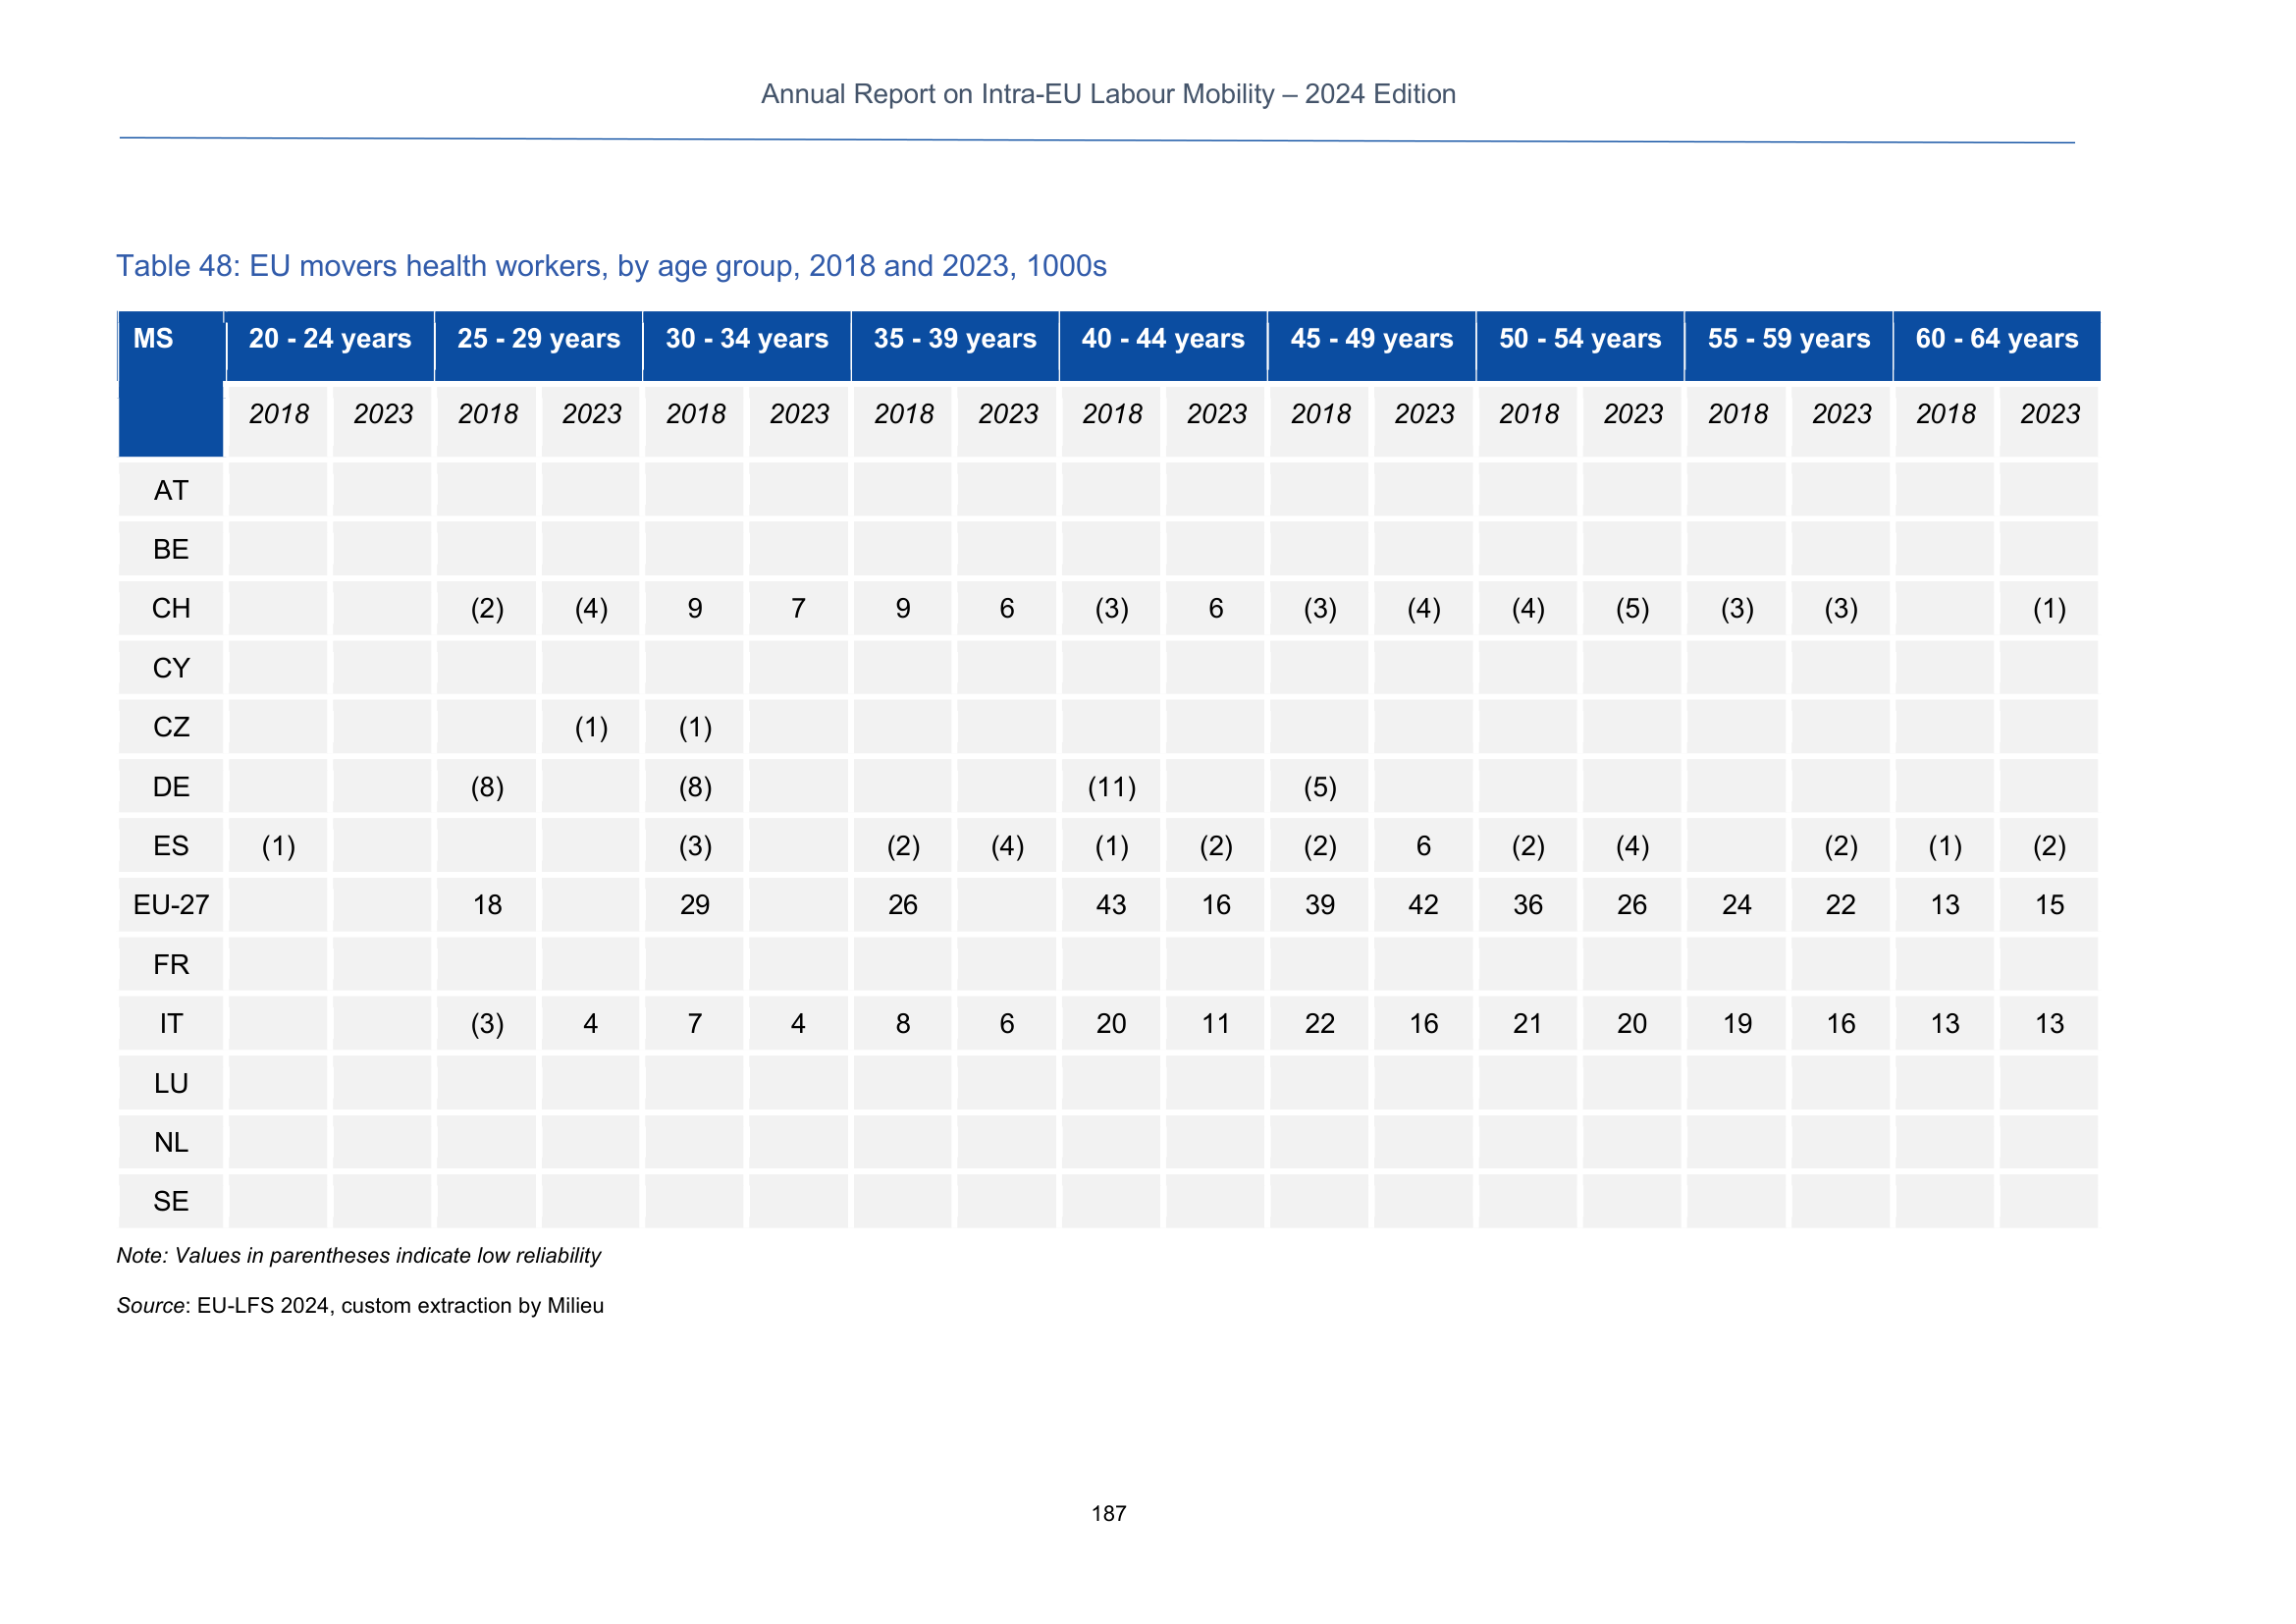 Annual Report on Intra-EU Labour Mobility – 2024 Edition
Table 48: EU movers health workers, by age group, 2018 and 2023, 1000s
MS 20 - 24 years 25 - 29 years 30 - 34 years 35 - 39 years 40 - 44 years 45 - 49 years 50 - 54 years 55 - 59 years 60 - 64 years
2018 2023 2018 2023 2018 2023 2018 2023 2018 2023 2018 2023 2018 2023 2018 2023 2018 2023
AT
BE
CH (2) (4) 9 7 9 6 (3) 6 (3) (4) (4) (5) (3) (3) (1)
CY
CZ (1) (1)
DE (8) (8) (11) (5)
ES (1) (3) (2) (4) (1) (2) (2) 6 (2) (4) (2) (1) (2)
EU-27 18 29 26 43 16 39 42 36 26 24 22 13 15
FR
IT (3) 4 7 4 8 6 20 11 22 16 21 20 19 16 13 13
LU
NL
SE
Note: Values in parentheses indicate low reliability
Source: EU-LFS 2024, custom extraction by Milieu
187